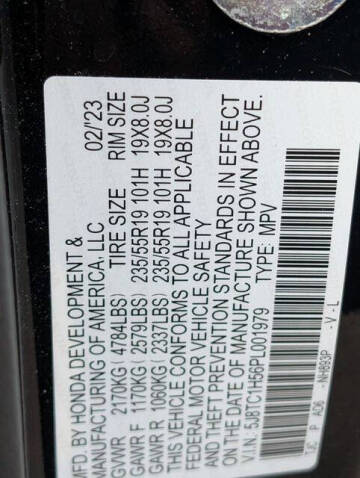 MFD. BY HONDA DEVELOPMENT &
MANUFACTURING OF AMERICA, LLC 02/'23
TIRE SIZE RIM SIZE
GVWR 2170KG (4784LBS)
GAWR F 1170KG (2579LBS) 235/55R19 101H 19X8.0J
GAWR R 1060KG (2337LBS) 235/55R19 101H 19X8.0J
THIS VEHICLE CONFORMS TO ALL APPLICABLE
FEDERAL MOTOR VEHICLE SAFETY
AND THEFT PREVENTION STANDARDS IN EFFECT
ON THE DATE OF MANUFACTURE SHOWN ABOVE.
V.I.N. 5J8TC1H56PL001979 TYPE: MPV
TJC P AD6 -NH893P -V-L